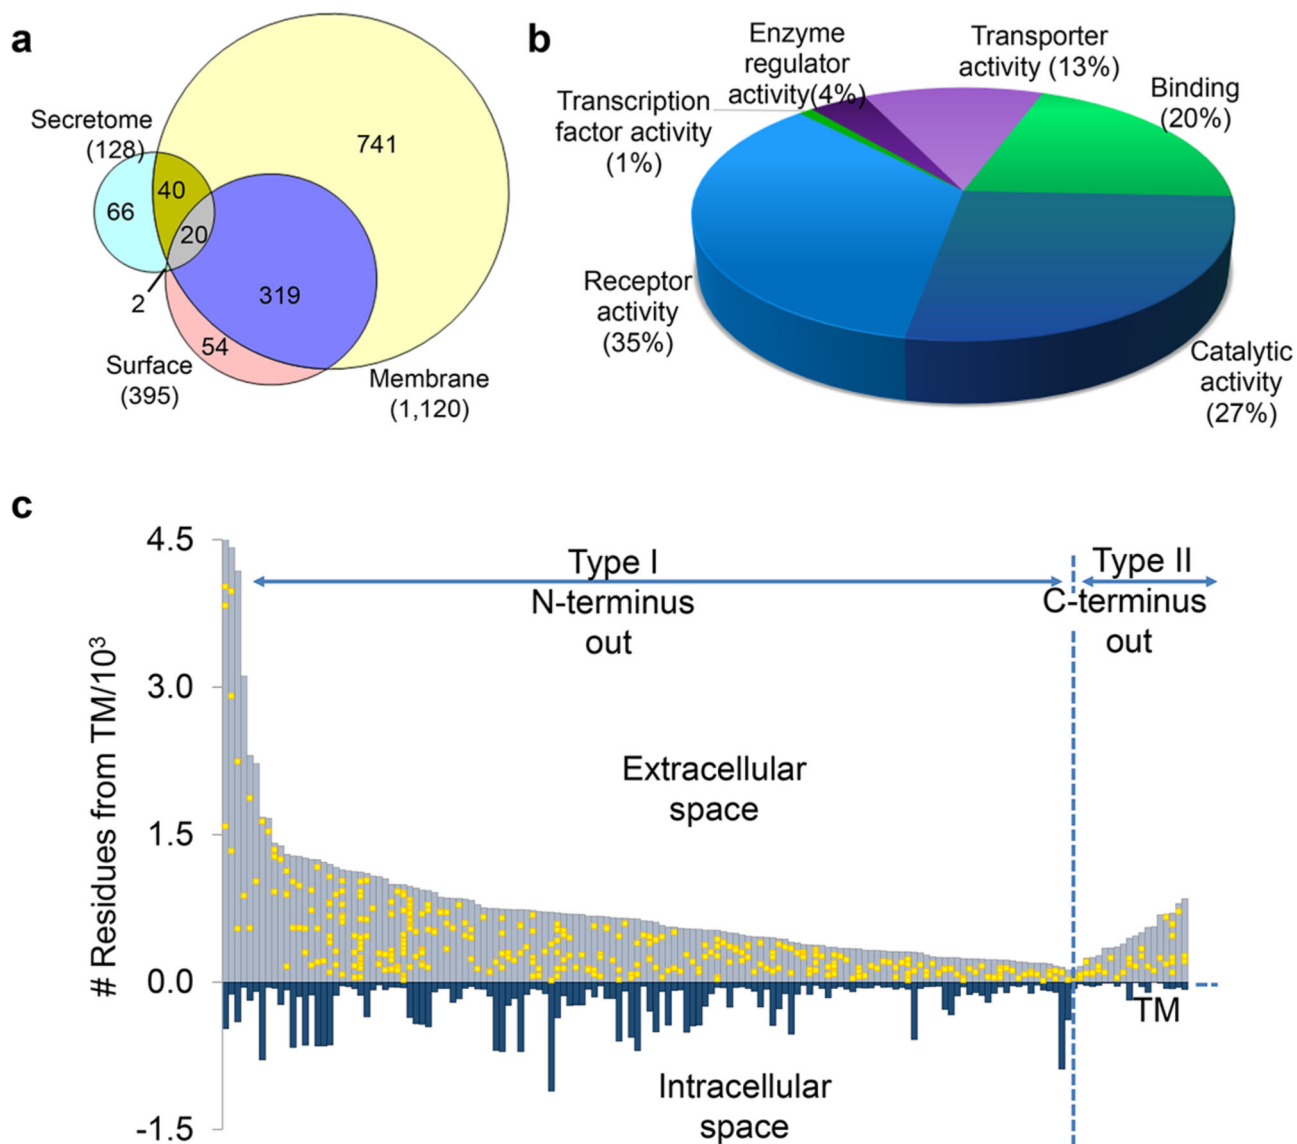 a
Secretome
(128)
66
40
20
2
741
319
54
Surface
(395)
Membrane
(1,120)
b
Enzyme
regulator
activity(4%)
Transporter
activity (13%)
Binding
(20%)
Transcription
factor activity
(1%)
Receptor
activity
(35%)
Catalytic
activity
(27%)
c
# Residues from TM/10³
4.5
3.0
1.5
0.0
-1.5
Type I
N-terminus
out
Type II
C-terminus
out
Extracellular
space
TM
Intracellular
space